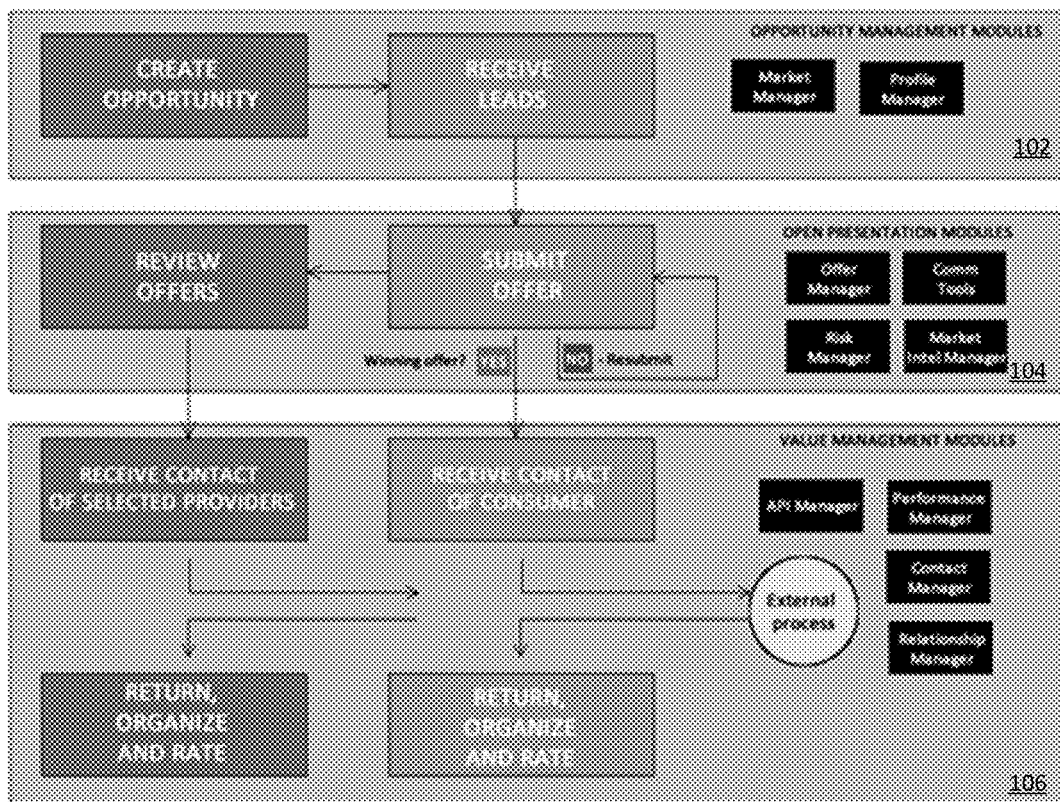 OPPORTUNITY MANAGEMENT MODULES
CREATE
OPPORTUNITY
RECEIVE
LEADS
Market
Manager
Profile
Manager
102
OPEN PRESENTATION MODULES
REVIEW
OFFERS
SUBMIT
OFFER
Offer
Manager
Comm
Tools
Winning offer?
YES
NO
- Resubmit
Risk
Manager
Market
Intel Manager
104
VALUE MANAGEMENT MODULES
RECEIVE CONTACT
OF SELECTED PROVIDERS
RECEIVE CONTACT
OF CONSUMER
API Manager
Performance
Manager
External
process
Contact
Manager
Relationship
Manager
RETURN,
ORGANIZE
AND RATE
RETURN,
ORGANIZE
AND RATE
106